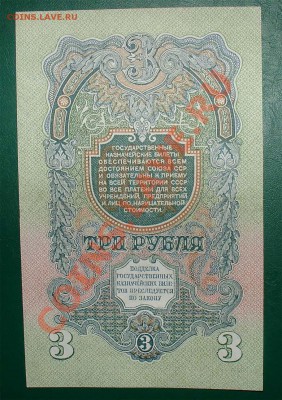 COINS.LAVE.RU
3
ГОСУДАРСТВЕННЫЕ
КАЗНАЧЕЙСКИЕ БИЛЕТЫ
ОБЕСПЕЧИВАЮТСЯ ВСЕМ
ДОСТОЯНИЕМ СОЮЗА ССР
И ОБЯЗАТЕЛЬНЫ К ПРИЕМУ
НА ВСЕЙ ТЕРРИТОРИИ СССР
ВО ВСЕ ПЛАТЕЖИ ДЛЯ ВСЕХ
УЧРЕЖДЕНИЙ, ПРЕДПРИЯТИЙ
И ЛИЦ ПО НАРИЦАТЕЛЬНОЙ
СТОИМОСТИ.
ТРИ РУБЛЯ
ПОДДЕЛКА
ГОСУДАРСТВЕННЫХ
КАЗНАЧЕЙСКИХ БИЛЕ
ТОВ ПРЕСЛЕДУЕТСЯ
ПО ЗАКОНУ
3 3 3